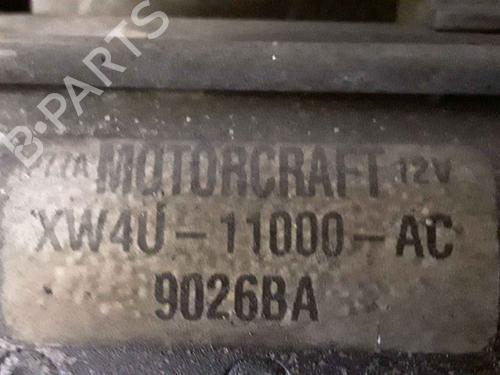 B-PARTS
MOTORCRAFT 12V
XW4U-11000-AC
9026BA